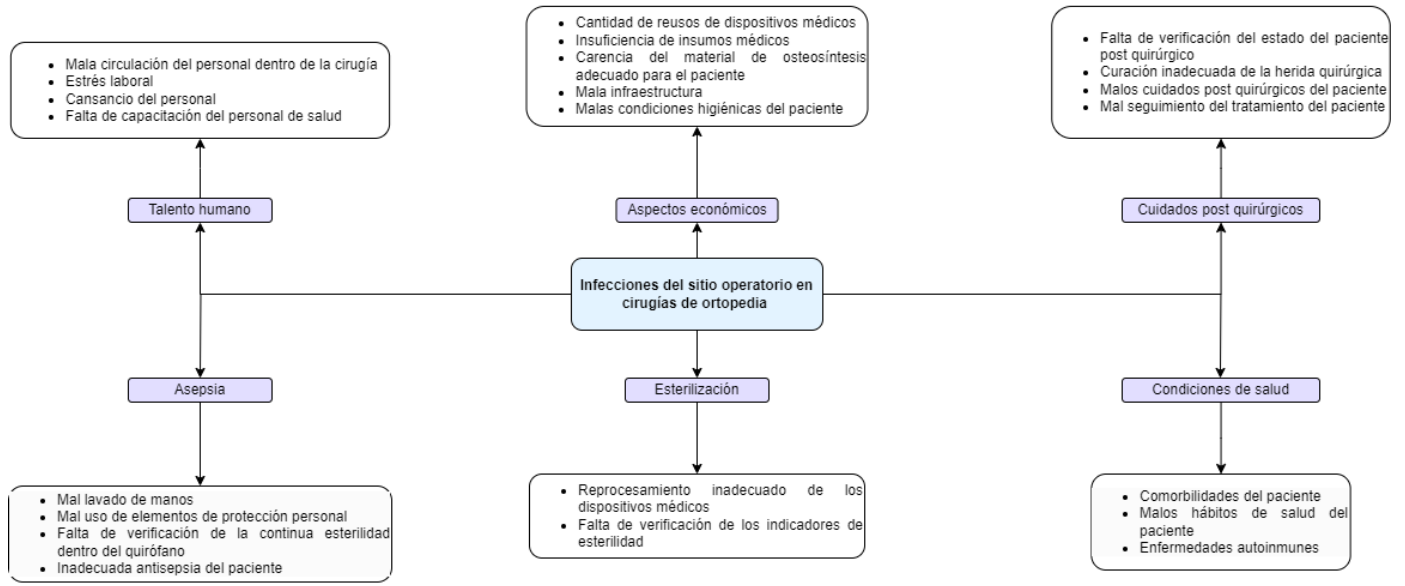 • Mala circulación del personal dentro de la cirugía
• Estrés laboral
• Cansancio del personal
• Falta de capacitación del personal de salud
• Cantidad de reusos de dispositivos médicos
• Insuficiencia de insumos médicos
• Carencia del material de osteosíntesis
adecuado para el paciente
• Mala infraestructura
• Malas condiciones higiénicas del paciente
• Falta de verificación del estado del paciente
post quirúrgico
• Curación inadecuada de la herida quirúrgica
• Malos cuidados post quirúrgicos del paciente
• Mal seguimiento del tratamiento del paciente
Talento humano
Aspectos económicos
Cuidados post quirúrgicos
Infecciones del sitio operatorio en
cirugías de ortopedia
Asepsia
Esterilización
Condiciones de salud
• Mal lavado de manos
• Mal uso de elementos de protección personal
• Falta de verificación de la continua esterilidad
dentro del quirófano
• Inadecuada antisepsia del paciente
• Reprocesamiento inadecuado de los
dispositivos médicos
• Falta de verificación de los indicadores de
esterilidad
• Comorbilidades del paciente
• Malos hábitos de salud del
paciente
• Enfermedades autoinmunes